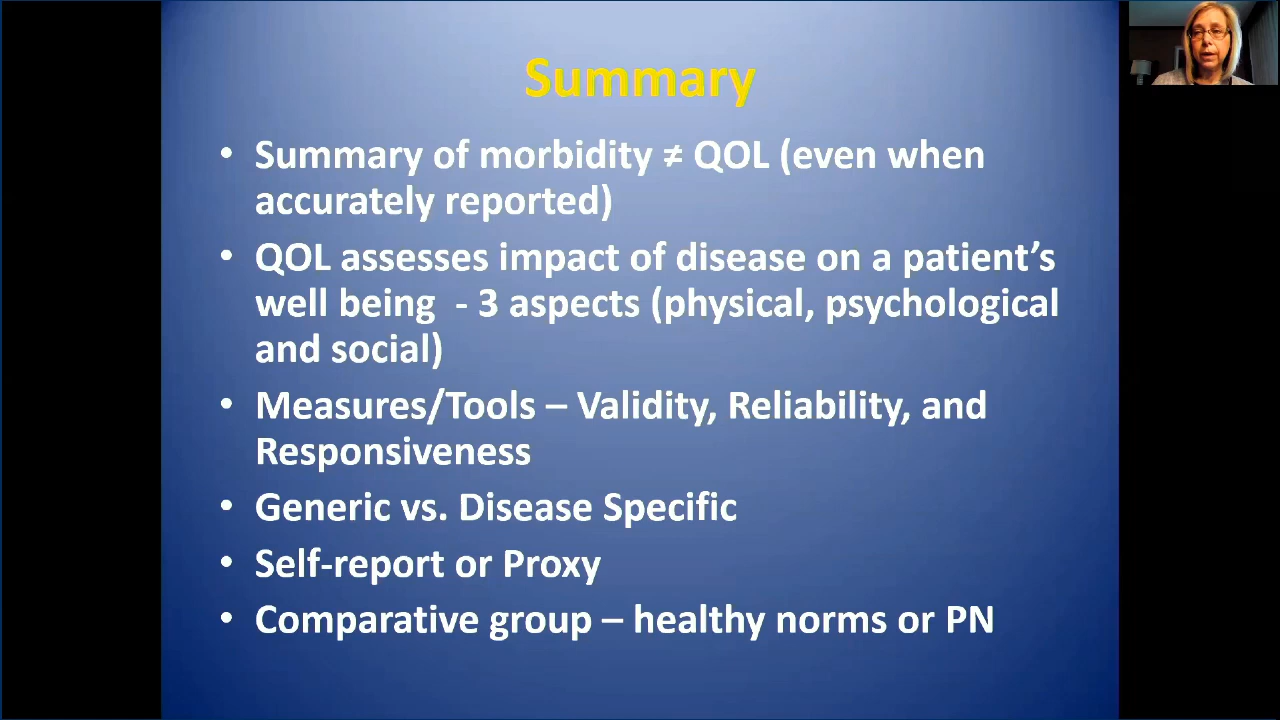 Summary
• Summary of morbidity ≠ QOL (even when
accurately reported)
• QOL assesses impact of disease on a patient’s
well being  - 3 aspects (physical, psychological
and social)
• Measures/Tools – Validity, Reliability, and
Responsiveness
• Generic vs. Disease Specific
• Self-report or Proxy
• Comparative group – healthy norms or PN